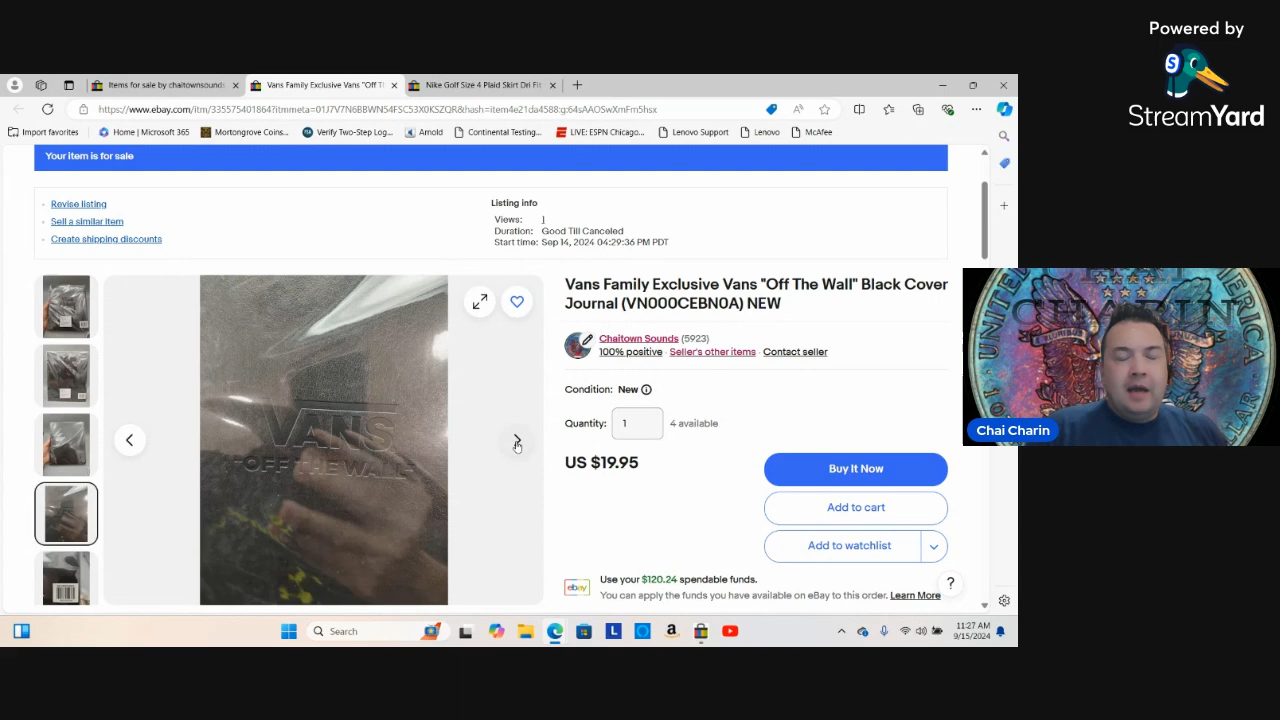 Powered by
StreamYard
Items for sale by chaitownsounds
Vans Family Exclusive Vans "Off Th
Nike Golf Size 4 Plaid Skirt Dri Fit
https://www.ebay.com/itm/335575401864?itmmeta=01J7V7N6BBWN54FSC53X0KSZQR&hash=item4e21da4588:g:64sAAOSwXmFm5hsx
Import favorites
Home | Microsoft 365
Mortongrove Coins...
Verify Two-Step Log...
Arnold
Continental Testing...
LIVE: ESPN Chicago...
Lenovo Support
Lenovo
McAfee
Your item is for sale
Revise listing
Sell a similar item
Create shipping discounts
Listing info
Views: 1
Duration: Good Till Canceled
Start time: Sep 14, 2024 04:29:36 PM PDT
VANS
"OFF THE WALL"
Vans Family Exclusive Vans "Off The Wall" Black Cover
Journal (VN000CEBN0A) NEW
Chaitown Sounds (5923)
100% positive · Seller's other items · Contact seller
Condition: New
Quantity: 1 4 available
US $19.95
Buy It Now
Add to cart
Add to watchlist
ebay
Use your $120.24 spendable funds.
You can apply the funds you have available on eBay to this order. Learn More
?
CHARIN
Chai Charin
Search
11:27 AM
9/15/2024